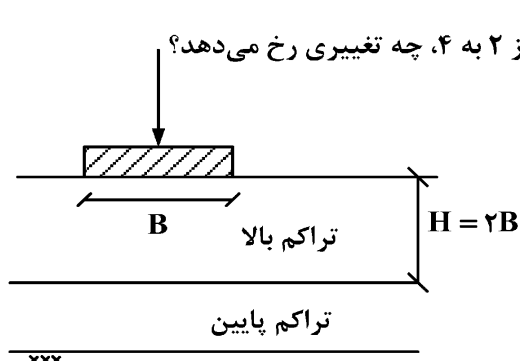 ۲ به ۴، چه تغییری رخ می‌دهد؟
B
H = ۲B
تراکم بالا
تراکم پایین